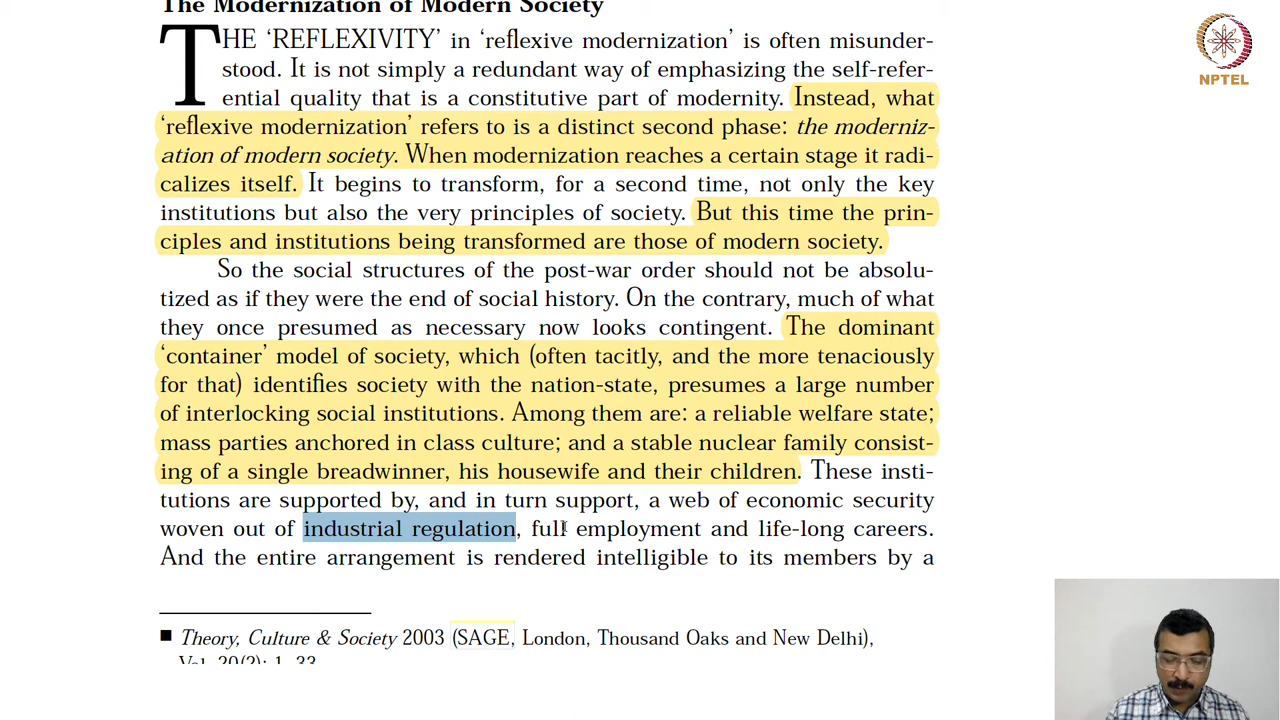 The Modernization of Modern Society
THE ‘REFLEXIVITY’ in ‘reflexive modernization’ is often misunder-
stood. It is not simply a redundant way of emphasizing the self-refer-
ential quality that is a constitutive part of modernity. Instead, what
‘reflexive modernization’ refers to is a distinct second phase: the moderniz-
ation of modern society. When modernization reaches a certain stage it radi-
calizes itself. It begins to transform, for a second time, not only the key
institutions but also the very principles of society. But this time the prin-
ciples and institutions being transformed are those of modern society.
So the social structures of the post-war order should not be absolu-
tized as if they were the end of social history. On the contrary, much of what
they once presumed as necessary now looks contingent. The dominant
‘container’ model of society, which (often tacitly, and the more tenaciously
for that) identifies society with the nation-state, presumes a large number
of interlocking social institutions. Among them are: a reliable welfare state;
mass parties anchored in class culture; and a stable nuclear family consist-
ing of a single breadwinner, his housewife and their children. These insti-
tutions are supported by, and in turn support, a web of economic security
woven out of industrial regulation, full employment and life-long careers.
And the entire arrangement is rendered intelligible to its members by a
■ Theory, Culture & Society 2003 (SAGE, London, Thousand Oaks and New Delhi),
Vol. 20(2): 1–33
NPTEL